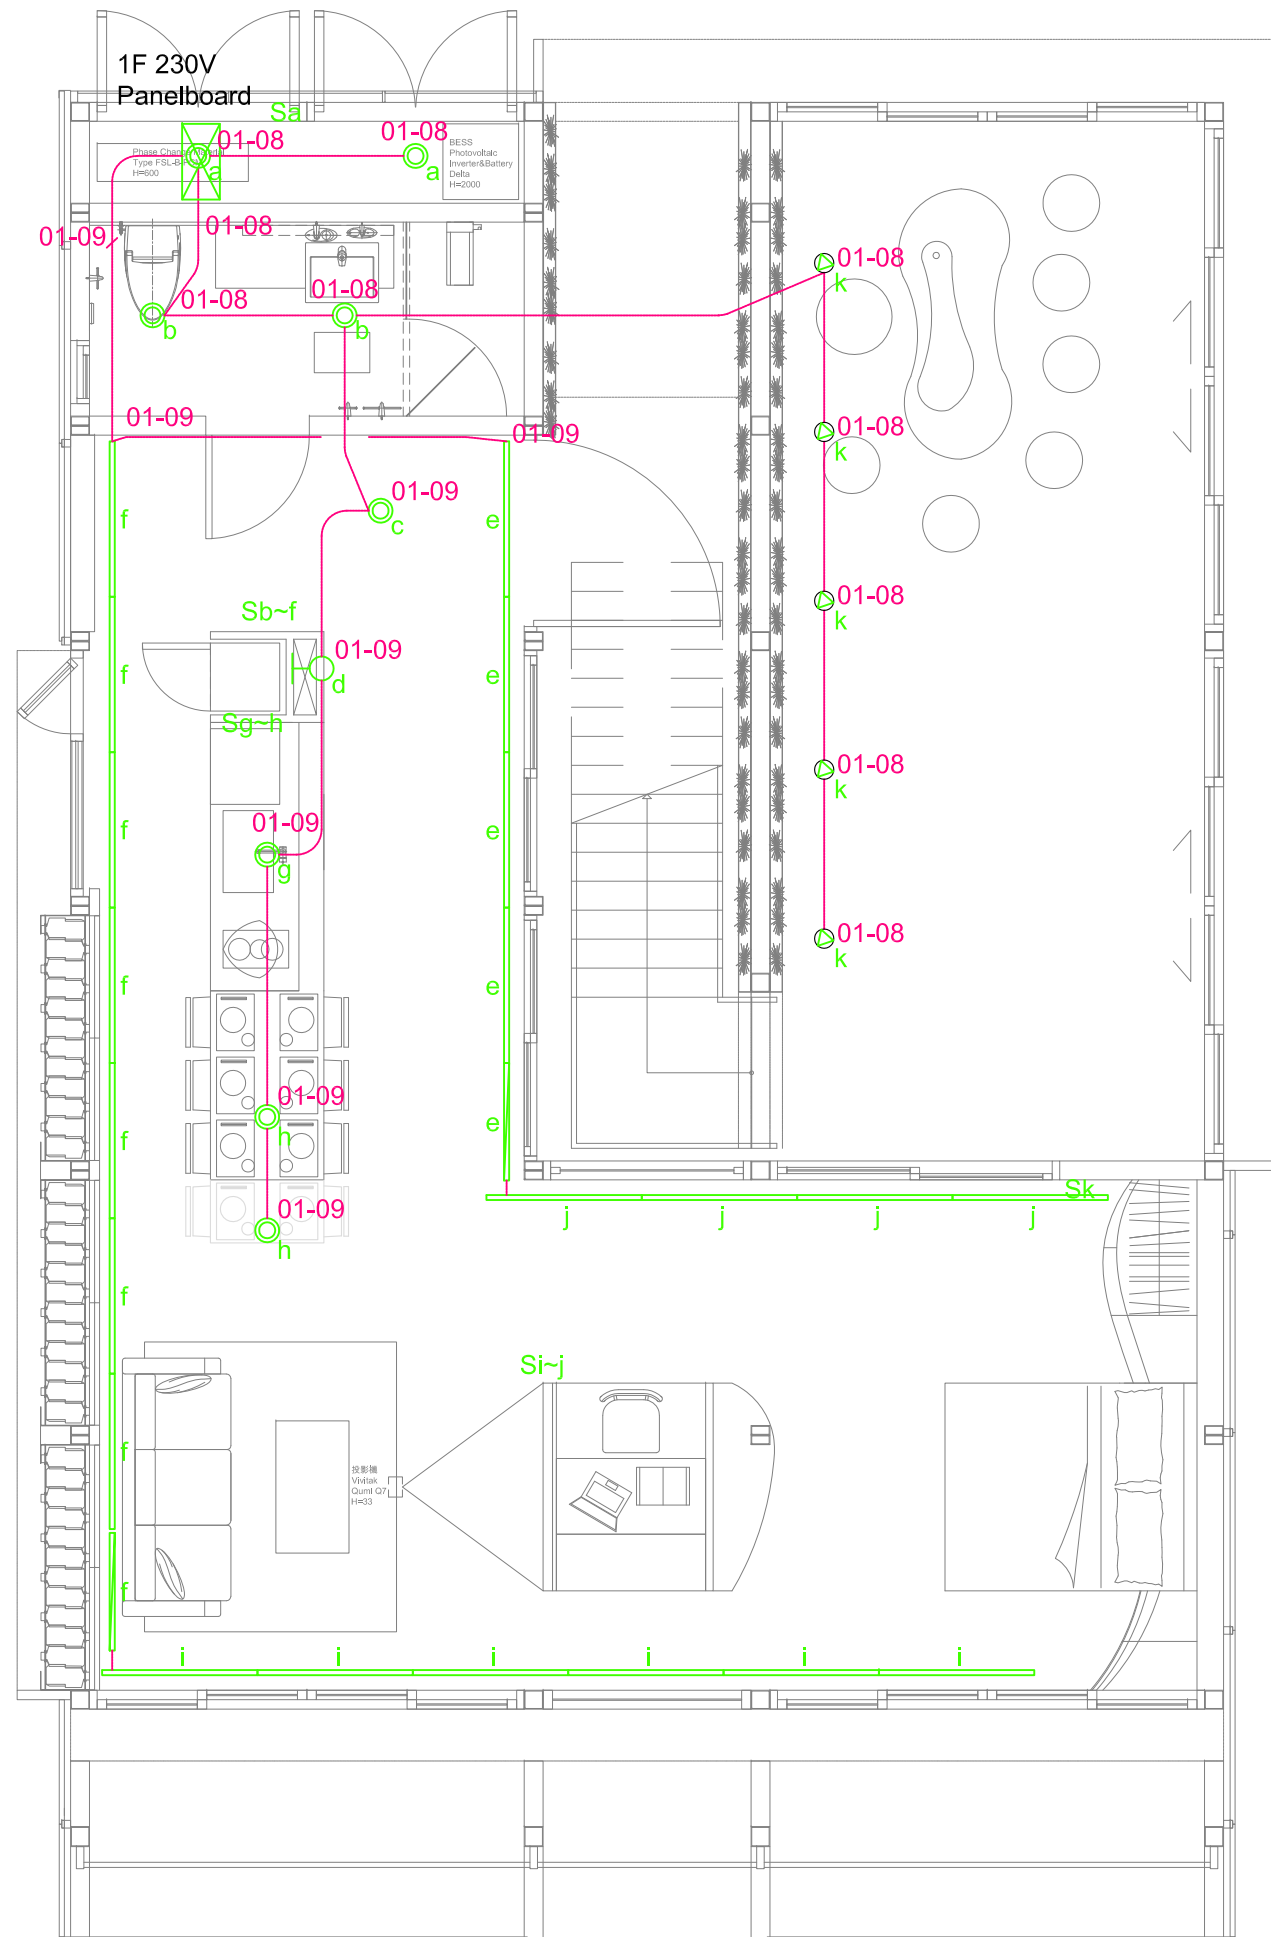 1F 230V
Panelboard
Sa
01-08
01-08
a
a
Phase Change Material
H=600
BESS
Photovoltaic
Inverter&Battery
Delta
H=2000
01-09
01-08
01-08
01-08
b
b
01-08
k
01-09
01-09
01-08
k
01-09
c
f
e
01-08
k
Sb~f
01-09
d
f
e
Sg~h
01-08
k
01-09
g
f
e
01-08
k
f
e
01-09
h
e
f
Sk
01-09
h
j
j
j
j
f
Si~j
f
投影機
Vivitak
Qumi Q7
H=33
f
i
i
i
i
i
i